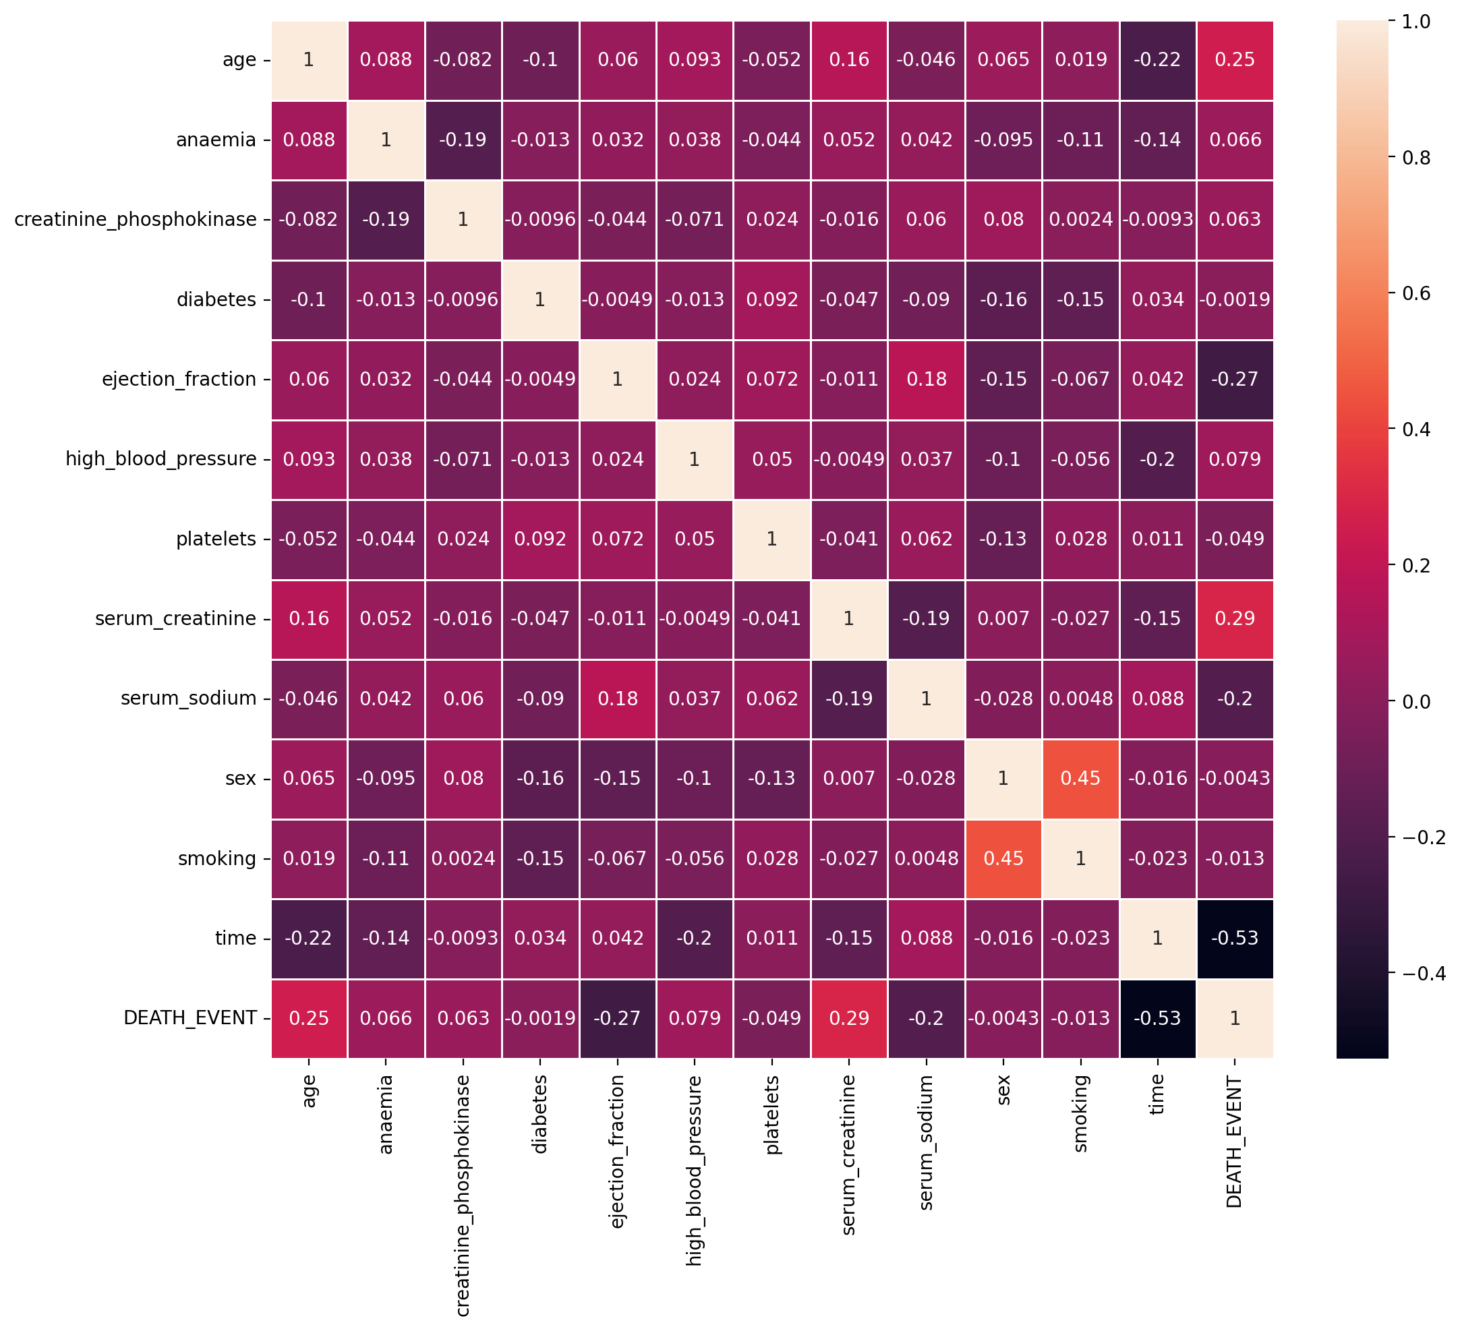 age 1 0.088 -0.082 -0.1 0.06 0.093 -0.052 0.16 -0.046 0.065 0.019 -0.22 0.25
anaemia 0.088 1 -0.19 -0.013 0.032 0.038 -0.044 0.052 0.042 -0.095 -0.11 -0.14 0.066
creatinine_phosphokinase -0.082 -0.19 1 -0.0096 -0.044 -0.071 0.024 -0.016 0.06 0.08 0.0024 -0.0093 0.063
diabetes -0.1 -0.013 -0.0096 1 -0.0049 -0.013 0.092 -0.047 -0.09 -0.16 -0.15 0.034 -0.0019
ejection_fraction 0.06 0.032 -0.044 -0.0049 1 0.024 0.072 -0.011 0.18 -0.15 -0.067 0.042 -0.27
high_blood_pressure 0.093 0.038 -0.071 -0.013 0.024 1 0.05 -0.0049 0.037 -0.1 -0.056 -0.2 0.079
platelets -0.052 -0.044 0.024 0.092 0.072 0.05 1 -0.041 0.062 -0.13 0.028 0.011 -0.049
serum_creatinine 0.16 0.052 -0.016 -0.047 -0.011 -0.0049 -0.041 1 -0.19 0.007 -0.027 -0.15 0.29
serum_sodium -0.046 0.042 0.06 -0.09 0.18 0.037 0.062 -0.19 1 -0.028 0.0048 0.088 -0.2
sex 0.065 -0.095 0.08 -0.16 -0.15 -0.1 -0.13 0.007 -0.028 1 0.45 -0.016 -0.0043
smoking 0.019 -0.11 0.0024 -0.15 -0.067 -0.056 0.028 -0.027 0.0048 0.45 1 -0.023 -0.013
time -0.22 -0.14 -0.0093 0.034 0.042 -0.2 0.011 -0.15 0.088 -0.016 -0.023 1 -0.53
DEATH_EVENT 0.25 0.066 0.063 -0.0019 -0.27 0.079 -0.049 0.29 -0.2 -0.0043 -0.013 -0.53 1
age
anaemia
creatinine_phosphokinase
diabetes
ejection_fraction
high_blood_pressure
platelets
serum_creatinine
serum_sodium
sex
smoking
time
DEATH_EVENT
1.0
0.8
0.6
0.4
0.2
0.0
−0.2
−0.4